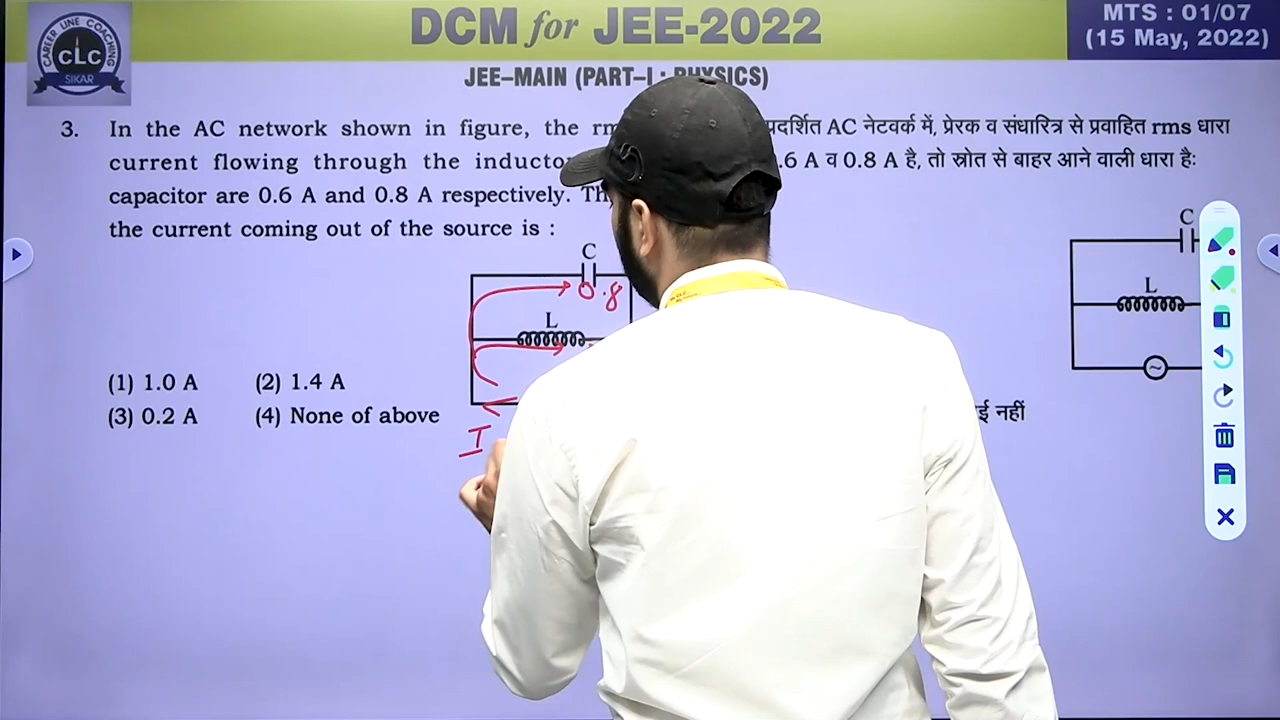 DCM for JEE-2022
MTS : 01/07
(15 May, 2022)
CAREER LINE COACHING
CLC
SIKAR
JEE–MAIN (PART–I : PHYSICS)
3. In the AC network shown in figure, the
current flowing through the
capacitor are 0.6 A and 0.8 A respectively.
the current coming out of the source is :
C
0.8
L
I
(1) 1.0 A (2) 1.4 A
(3) 0.2 A (4) None of above
प्रदर्शित AC नेटवर्क में, प्रेरक व संधारित्र से प्रवाहित rms धारा
.6 A व 0.8 A है, तो स्रोत से बाहर आने वाली धारा है:
C
L
~
नहीं